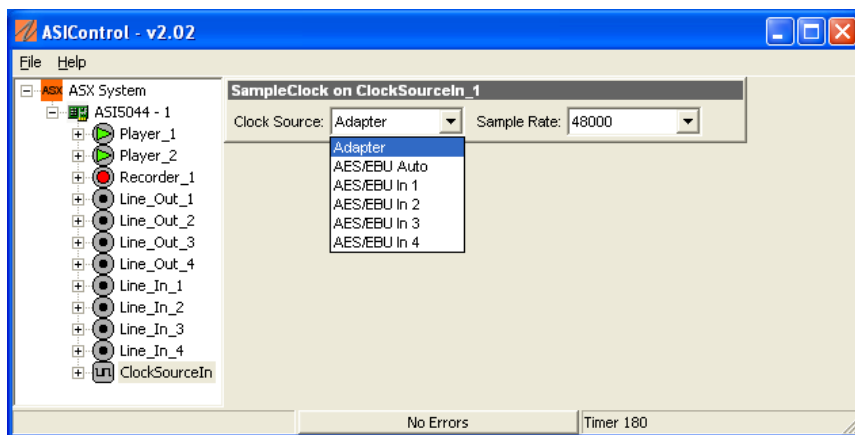 ASIControl - v2.02
File Help
ASX ASX System
ASI5044 - 1
Player_1
Player_2
Recorder_1
Line_Out_1
Line_Out_2
Line_Out_3
Line_Out_4
Line_In_1
Line_In_2
Line_In_3
Line_In_4
ClockSourceIn
SampleClock on ClockSourceIn_1
Clock Source: Adapter Sample Rate: 48000
Adapter
AES/EBU Auto
AES/EBU In 1
AES/EBU In 2
AES/EBU In 3
AES/EBU In 4
No Errors Timer 180